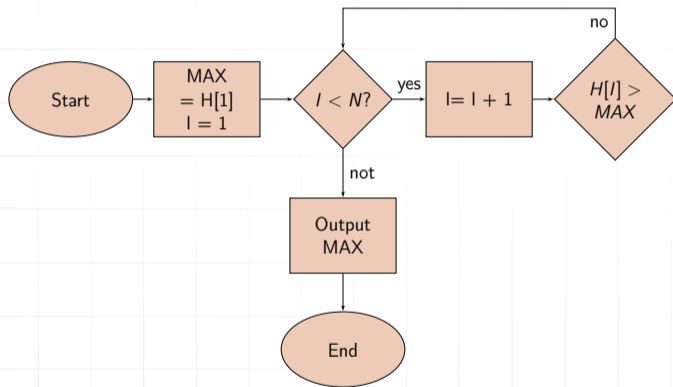 no
Start
MAX
= H[1]
I = 1
I < N?
yes
I= I + 1
H[I] >
MAX
not
Output
MAX
End